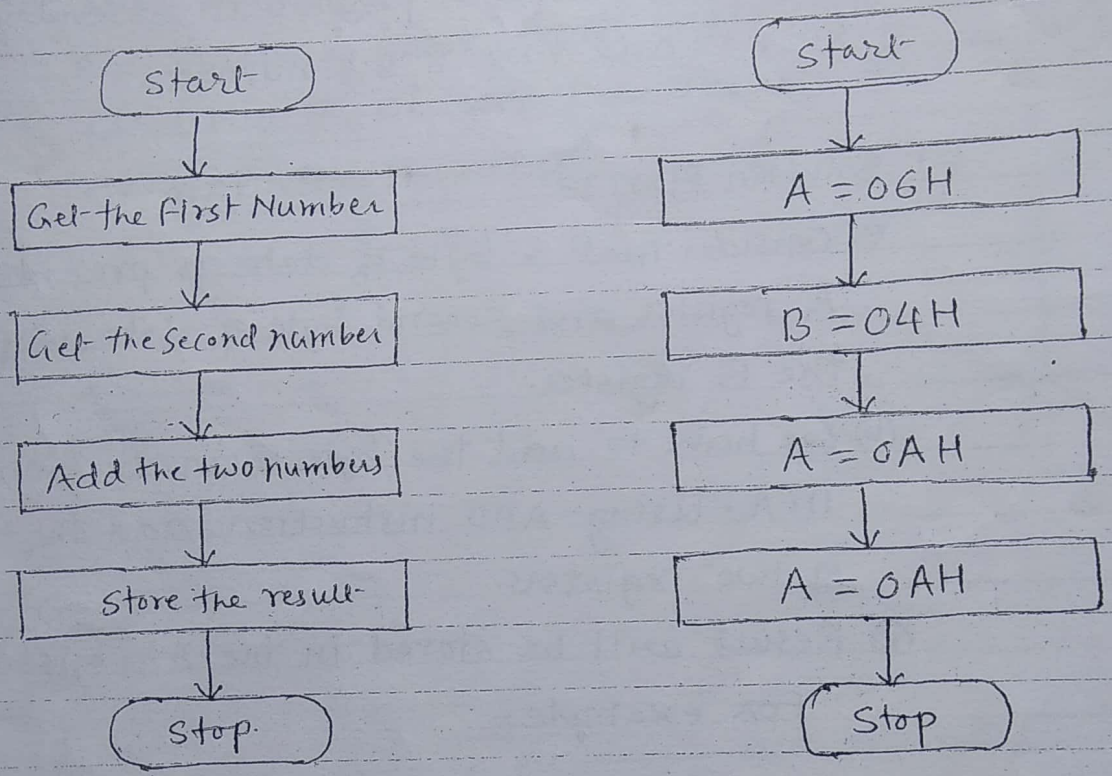 Start
Get the First Number
Get the Second number
Add the two numbers
Store the result
Stop.
Start
A = 06H
B = 04H
A = 0AH
A = 0AH
Stop